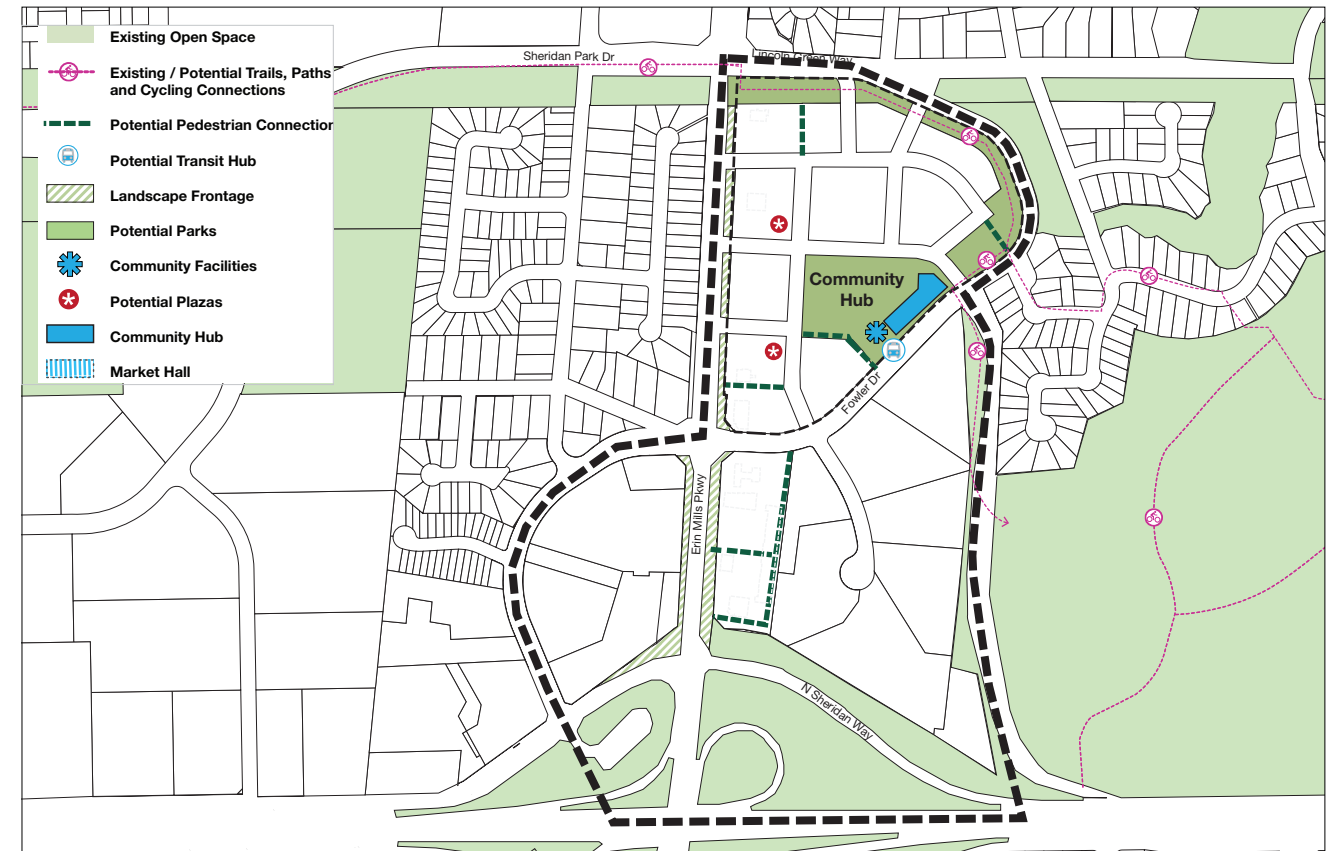 Existing Open Space
Existing / Potential Trails, Paths
and Cycling Connections
Potential Pedestrian Connection
Potential Transit Hub
Landscape Frontage
Potential Parks
Community Facilities
Potential Plazas
Community Hub
Market Hall
Sheridan Park Dr
Lincoln Green Way
Community
Hub
Fowler Dr
Erin Mills Pkwy
N Sheridan Way